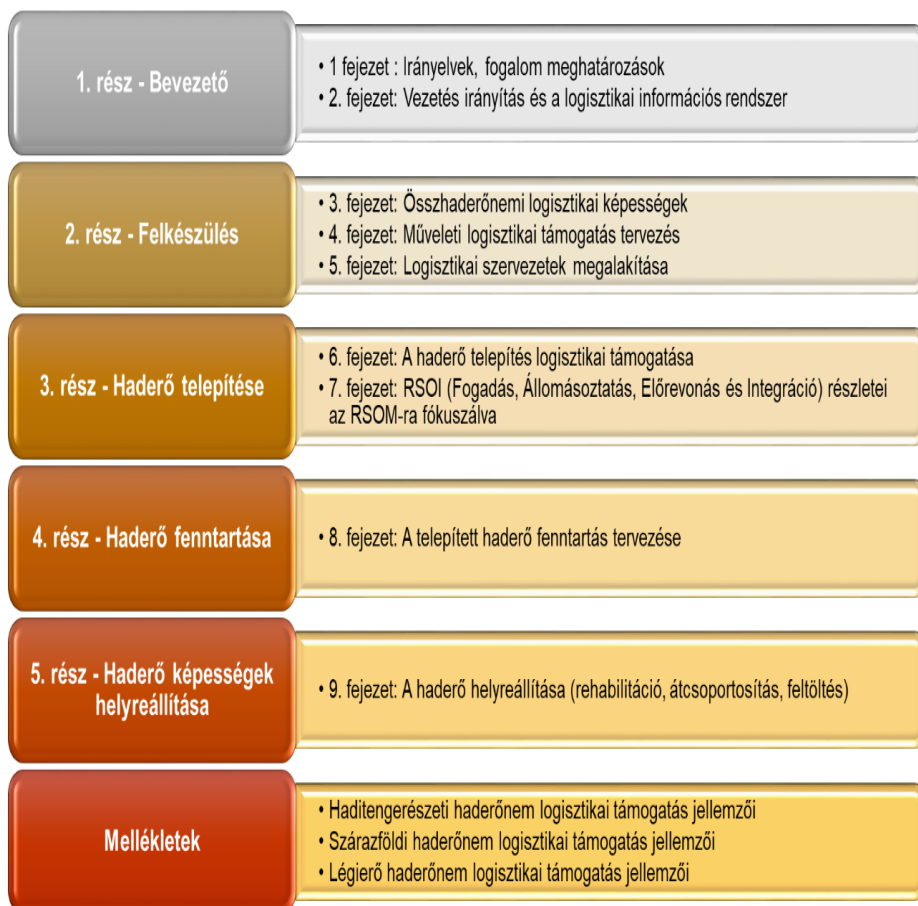 1. rész - Bevezető
• 1 fejezet : Irányelvek, fogalom meghatározások
• 2. fejezet: Vezetés irányítás és a logisztikai információs rendszer
2. rész - Felkészülés
• 3. fejezet: Összhaderőnemi logisztikai képességek
• 4. fejezet: Műveleti logisztikai támogatás tervezés
• 5. fejezet: Logisztikai szervezetek megalakítása
3. rész - Haderő telepítése
• 6. fejezet: A haderő telepítés logisztikai támogatása
• 7. fejezet: RSOI (Fogadás, Állomásoztatás, Előrevonás és Integráció) részletei
az RSOM-ra fókuszálva
4. rész - Haderő fenntartása
• 8. fejezet: A telepített haderő fenntartás tervezése
5. rész - Haderő képességek
helyreállítása
• 9. fejezet: A haderő helyreállítása (rehabilitáció, átcsoportosítás, feltöltés)
Mellékletek
• Haditengerészeti haderőnem logisztikai támogatás jellemzői
• Szárazföldi haderőnem logisztikai támogatás jellemzői
• Légierő haderőnem logisztikai támogatás jellemzői